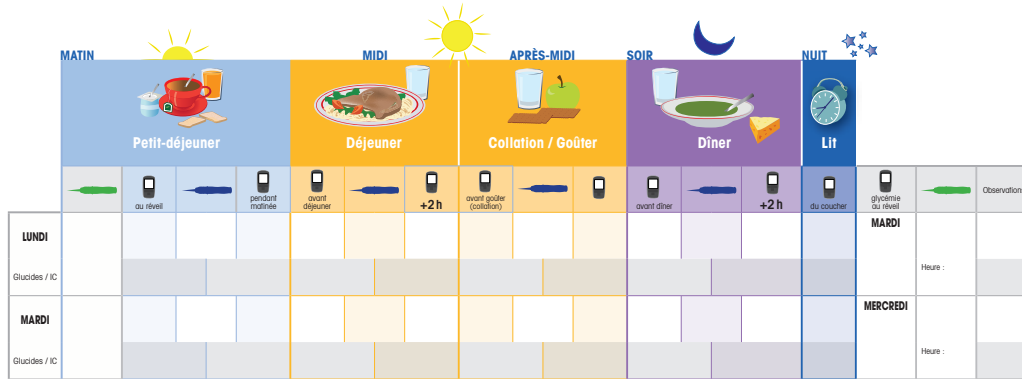 MATIN MIDI APRÈS-MIDI SOIR NUIT
Petit-déjeuner Déjeuner Collation / Goûter Dîner Lit
au réveil
pendant
matinée
avant
déjeuner
+2 h
avant goûter
(collation)
avant dîner
+2 h
du coucher
glycémie
au réveil
Observations
LUNDI
MARDI
Glucides / IC
Heure :
MARDI
MERCREDI
Glucides / IC
Heure :